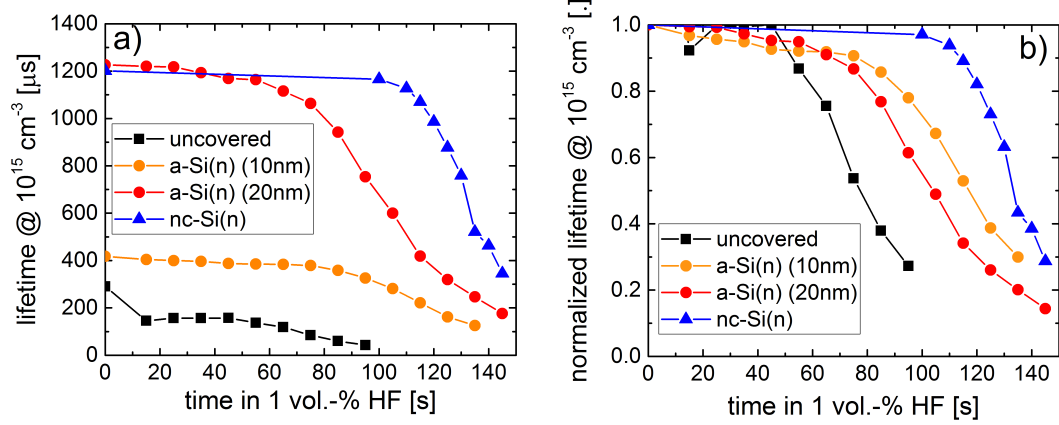 a)
lifetime @ 10¹⁵ cm⁻³ [µs]
1400
1200
1000
800
600
400
200
0
uncovered
a-Si(n) (10nm)
a-Si(n) (20nm)
nc-Si(n)
0 20 40 60 80 100 120 140
time in 1 vol.-% HF [s]
b)
normalized lifetime @ 10¹⁵ cm⁻³ [.]
1.0
0.8
0.6
0.4
0.2
0.0
uncovered
a-Si(n) (10nm)
a-Si(n) (20nm)
nc-Si(n)
0 20 40 60 80 100 120 140
time in 1 vol.-% HF [s]